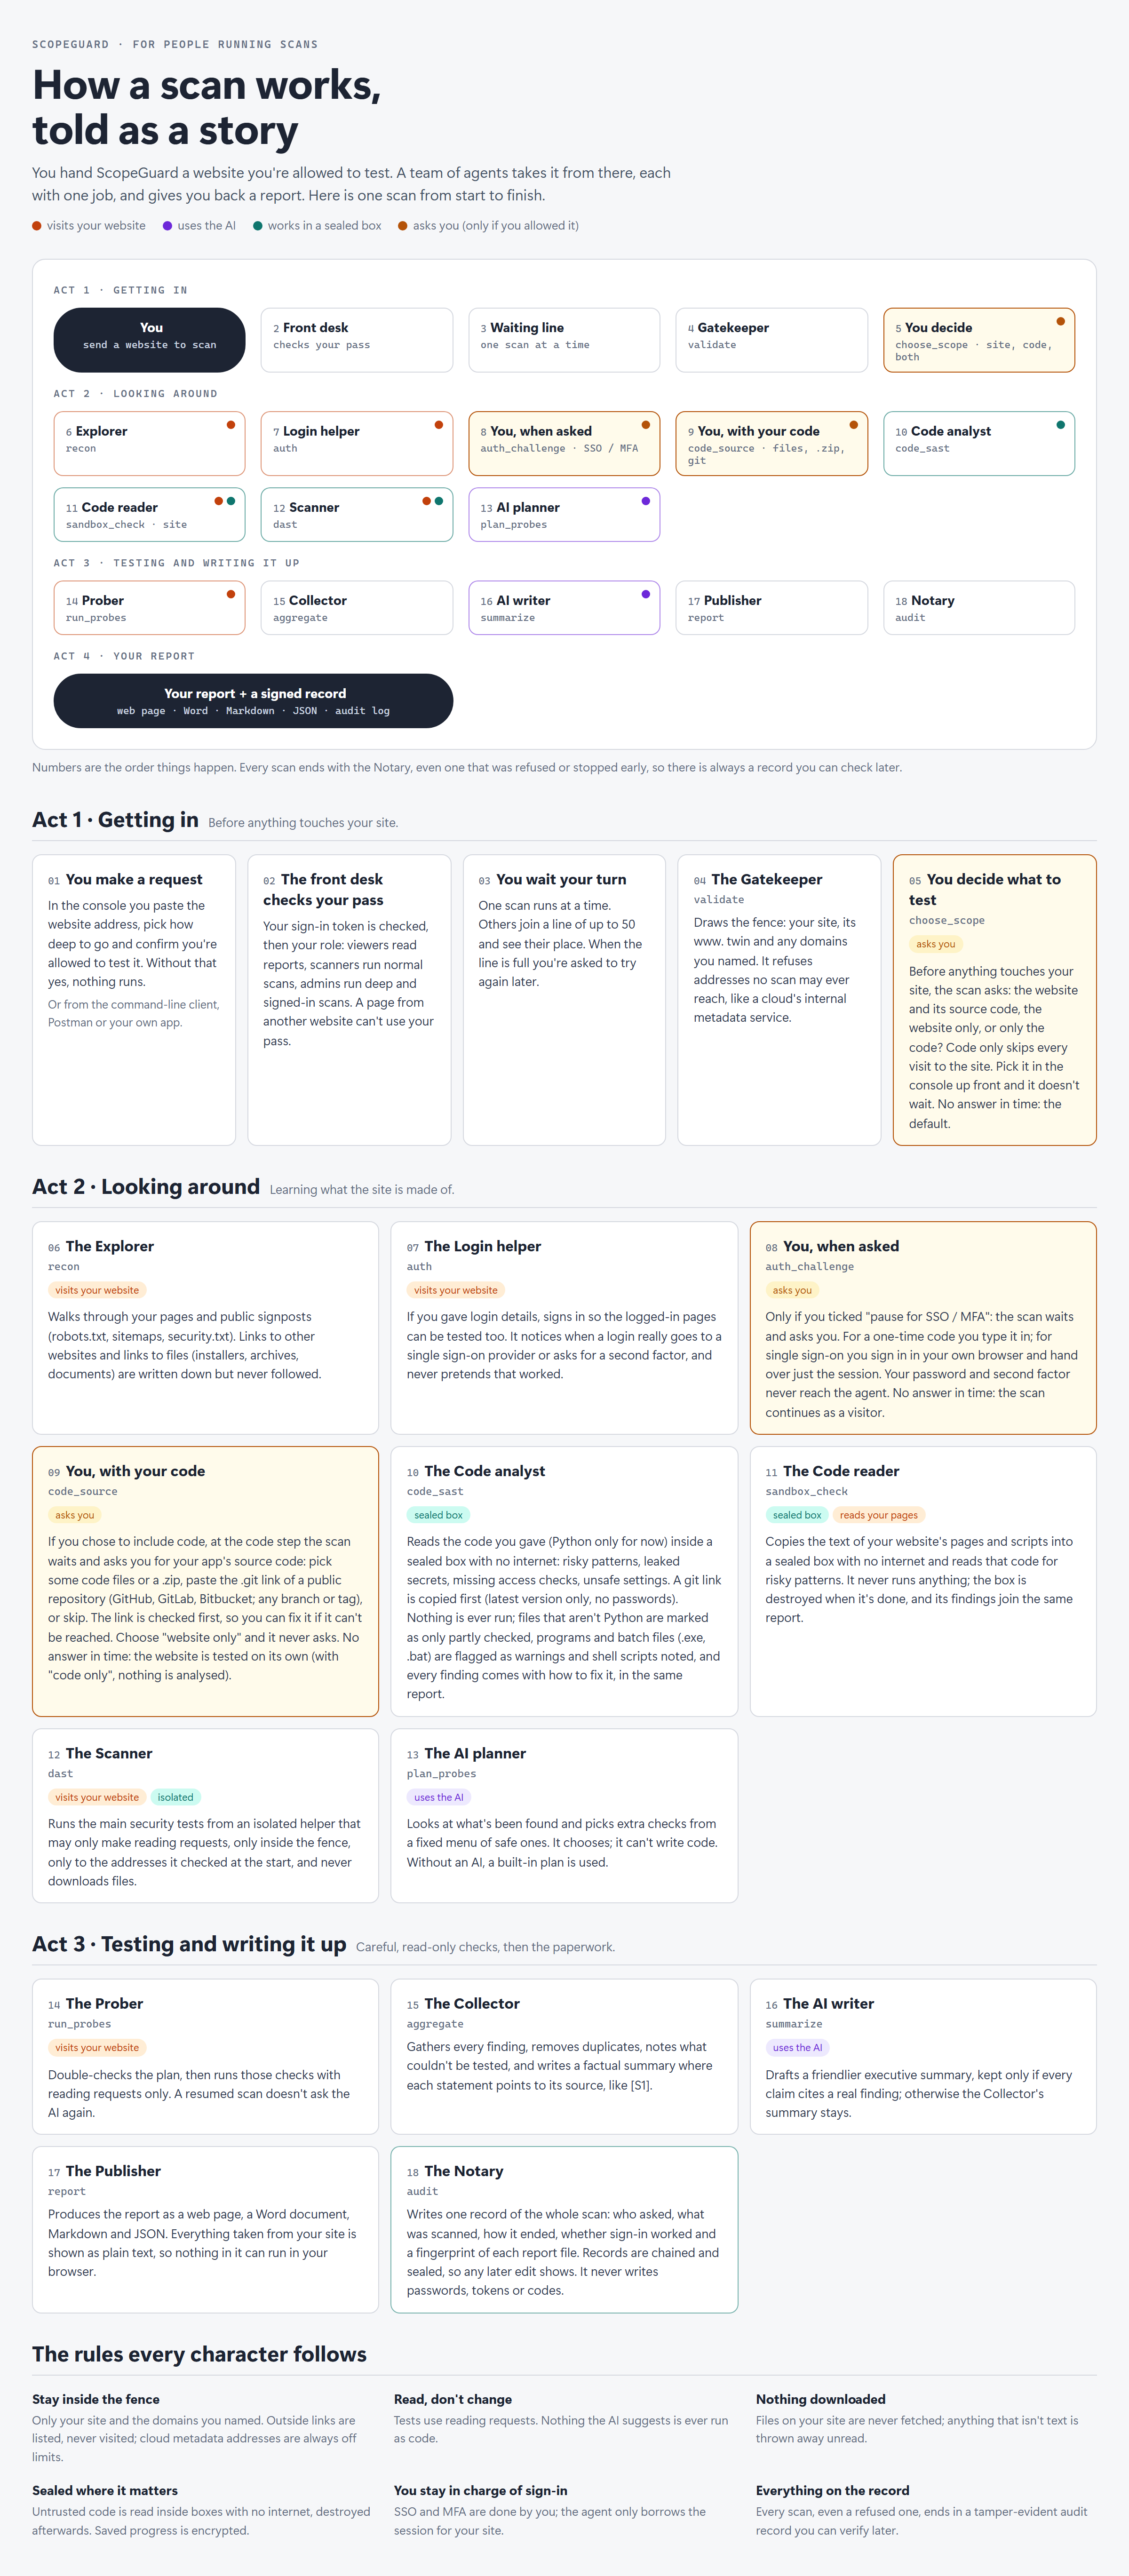 SCOPEGUARD · FOR PEOPLE RUNNING SCANS
How a scan works,
told as a story
You hand ScopeGuard a website you're allowed to test. A team of agents takes it from there, each
with one job, and gives you back a report. Here is one scan from start to finish.
visits your website
uses the AI
works in a sealed box
asks you (only if you allowed it)
ACT 1 · GETTING IN
You
send a website to scan
2 Front desk
checks your pass
3 Waiting line
one scan at a time
4 Gatekeeper
validate
5 You decide
choose_scope · site, code,
both
ACT 2 · LOOKING AROUND
6 Explorer
recon
7 Login helper
auth
8 You, when asked
auth_challenge · SSO / MFA
9 You, with your code
code_source · files, .zip,
git
10 Code analyst
code_sast
11 Code reader
sandbox_check · site
12 Scanner
dast
13 AI planner
plan_probes
ACT 3 · TESTING AND WRITING IT UP
14 Prober
run_probes
15 Collector
aggregate
16 AI writer
summarize
17 Publisher
report
18 Notary
audit
ACT 4 · YOUR REPORT
Your report + a signed record
web page · Word · Markdown · JSON · audit log
Numbers are the order things happen. Every scan ends with the Notary, even one that was refused or stopped early, so there is always a record you can check later.
Act 1 · Getting in Before anything touches your site.
01 You make a request
In the console you paste the
website address, pick how
deep to go and confirm you're
allowed to test it. Without that
yes, nothing runs.
Or from the command-line client,
Postman or your own app.
02 The front desk
checks your pass
Your sign-in token is checked,
then your role: viewers read
reports, scanners run normal
scans, admins run deep and
signed-in scans. A page from
another website can't use your
pass.
03 You wait your turn
One scan runs at a time.
Others join a line of up to 50
and see their place. When the
line is full you're asked to try
again later.
04 The Gatekeeper
validate
Draws the fence: your site, its
www. twin and any domains
you named. It refuses
addresses no scan may ever
reach, like a cloud's internal
metadata service.
05 You decide what to
test
choose_scope
asks you
Before anything touches your
site, the scan asks: the website
and its source code, the
website only, or only the
code? Code only skips every
visit to the site. Pick it in the
console up front and it doesn't
wait. No answer in time: the
default.
Act 2 · Looking around Learning what the site is made of.
06 The Explorer
recon
visits your website
Walks through your pages and public signposts
(robots.txt, sitemaps, security.txt). Links to other
websites and links to files (installers, archives,
documents) are written down but never followed.
07 The Login helper
auth
visits your website
If you gave login details, signs in so the logged-in pages
can be tested too. It notices when a login really goes to a
single sign-on provider or asks for a second factor, and
never pretends that worked.
08 You, when asked
auth_challenge
asks you
Only if you ticked "pause for SSO / MFA": the scan waits
and asks you. For a one-time code you type it in; for
single sign-on you sign in in your own browser and hand
over just the session. Your password and second factor
never reach the agent. No answer in time: the scan
continues as a visitor.
09 You, with your code
code_source
asks you
If you chose to include code, at the code step the scan
waits and asks you for your app's source code: pick
some code files or a .zip, paste the .git link of a public
repository (GitHub, GitLab, Bitbucket; any branch or tag),
or skip. The link is checked first, so you can fix it if it can't
be reached. Choose "website only" and it never asks. No
answer in time: the website is tested on its own (with
"code only", nothing is analysed).
10 The Code analyst
code_sast
sealed box
Reads the code you gave (Python only for now) inside a
sealed box with no internet: risky patterns, leaked
secrets, missing access checks, unsafe settings. A git link
is copied first (latest version only, no passwords).
Nothing is ever run; files that aren't Python are marked
as only partly checked, programs and batch files (.exe,
.bat) are flagged as warnings and shell scripts noted, and
every finding comes with how to fix it, in the same
report.
11 The Code reader
sandbox_check
sealed box
reads your pages
Copies the text of your website's pages and scripts into
a sealed box with no internet and reads that code for
risky patterns. It never runs anything; the box is
destroyed when it's done, and its findings join the same
report.
12 The Scanner
dast
visits your website
isolated
Runs the main security tests from an isolated helper that
may only make reading requests, only inside the fence,
only to the addresses it checked at the start, and never
downloads files.
13 The AI planner
plan_probes
uses the AI
Looks at what's been found and picks extra checks from
a fixed menu of safe ones. It chooses; it can't write code.
Without an AI, a built-in plan is used.
Act 3 · Testing and writing it up Careful, read-only checks, then the paperwork.
14 The Prober
run_probes
visits your website
Double-checks the plan, then runs those checks with
reading requests only. A resumed scan doesn't ask the
AI again.
15 The Collector
aggregate
Gathers every finding, removes duplicates, notes what
couldn't be tested, and writes a factual summary where
each statement points to its source, like [S1].
16 The AI writer
summarize
uses the AI
Drafts a friendlier executive summary, kept only if every
claim cites a real finding; otherwise the Collector's
summary stays.
17 The Publisher
report
Produces the report as a web page, a Word document,
Markdown and JSON. Everything taken from your site is
shown as plain text, so nothing in it can run in your
browser.
18 The Notary
audit
Writes one record of the whole scan: who asked, what
was scanned, how it ended, whether sign-in worked and
a fingerprint of each report file. Records are chained and
sealed, so any later edit shows. It never writes
passwords, tokens or codes.
The rules every character follows
Stay inside the fence
Only your site and the domains you named. Outside links are
listed, never visited; cloud metadata addresses are always off
limits.
Read, don't change
Tests use reading requests. Nothing the AI suggests is ever run
as code.
Nothing downloaded
Files on your site are never fetched; anything that isn't text is
thrown away unread.
Sealed where it matters
Untrusted code is read inside boxes with no internet, destroyed
afterwards. Saved progress is encrypted.
You stay in charge of sign-in
SSO and MFA are done by you; the agent only borrows the
session for your site.
Everything on the record
Every scan, even a refused one, ends in a tamper-evident audit
record you can verify later.